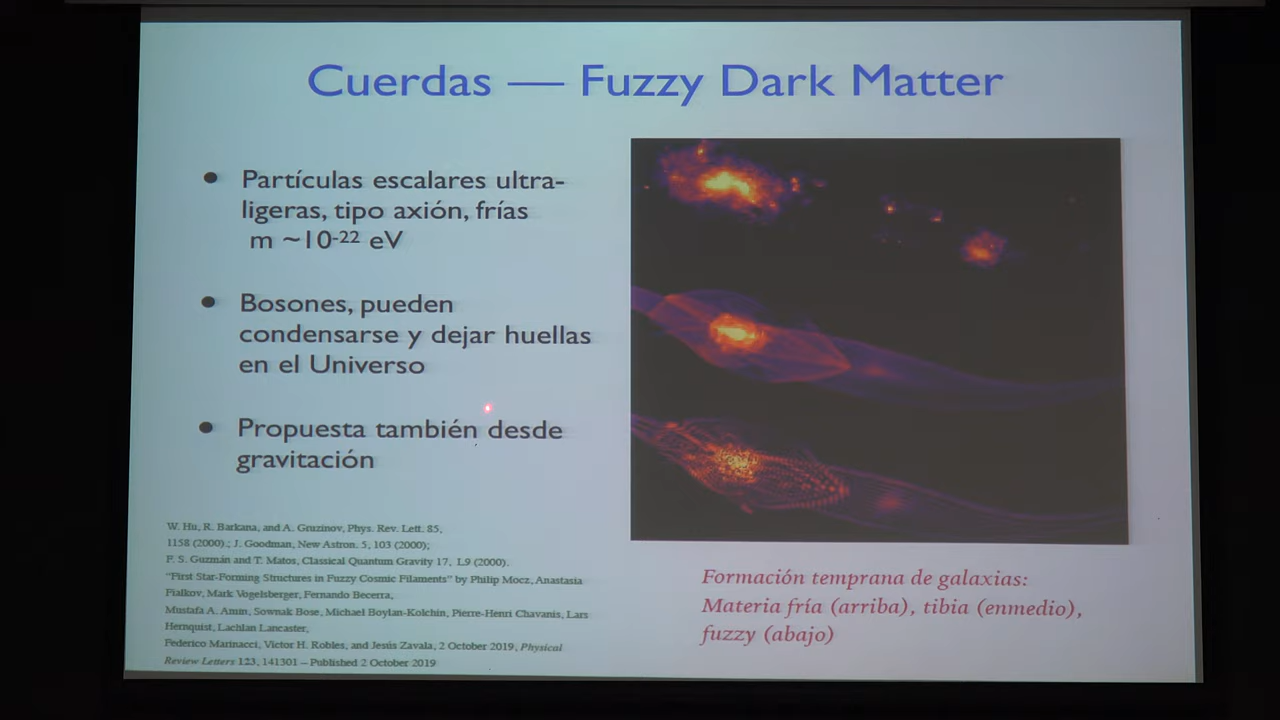 Cuerdas — Fuzzy Dark Matter
• Partículas escalares ultra-
ligeras, tipo axión, frías
m ~10-22 eV
• Bosones, pueden
condensarse y dejar huellas
en el Universo
• Propuesta también desde
gravitación
W. Hu, R. Barkana, and A. Gruzinov, Phys. Rev. Lett. 85,
1158 (2000).; J. Goodman, New Astron. 5, 103 (2000);
F. S. Guzmán and T. Matos, Classical Quantum Gravity 17, L9 (2000).
"First Star-Forming Structures in Fuzzy Cosmic Filaments" by Philip Mocz, Anastasia
Fialkov, Mark Vogelsberger, Fernando Becerra,
Mustafa A. Amin, Sownak Bose, Michael Boylan-Kolchin, Pierre-Henri Chavanis, Lars
Hernquist, Lachlan Lancaster,
Federico Marinacci, Victor H. Robles, and Jesús Zavala, 2 October 2019, Physical
Review Letters 123, 141301 – Published 2 October 2019
Formación temprana de galaxias:
Materia fría (arriba), tibia (enmedio),
fuzzy (abajo)